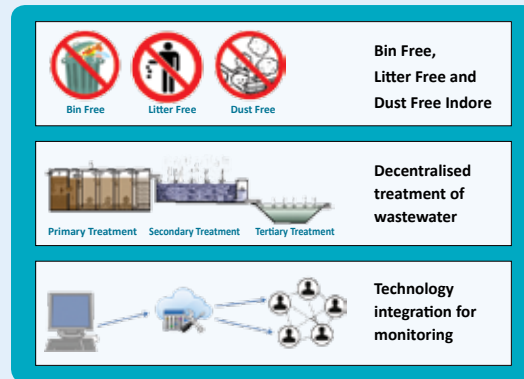 Bin Free
Litter Free
Dust Free
Bin Free,
Litter Free and
Dust Free Indore
Primary Treatment
Secondary Treatment
Tertiary Treatment
Decentralised
treatment of
wastewater
Technology
integration for
monitoring